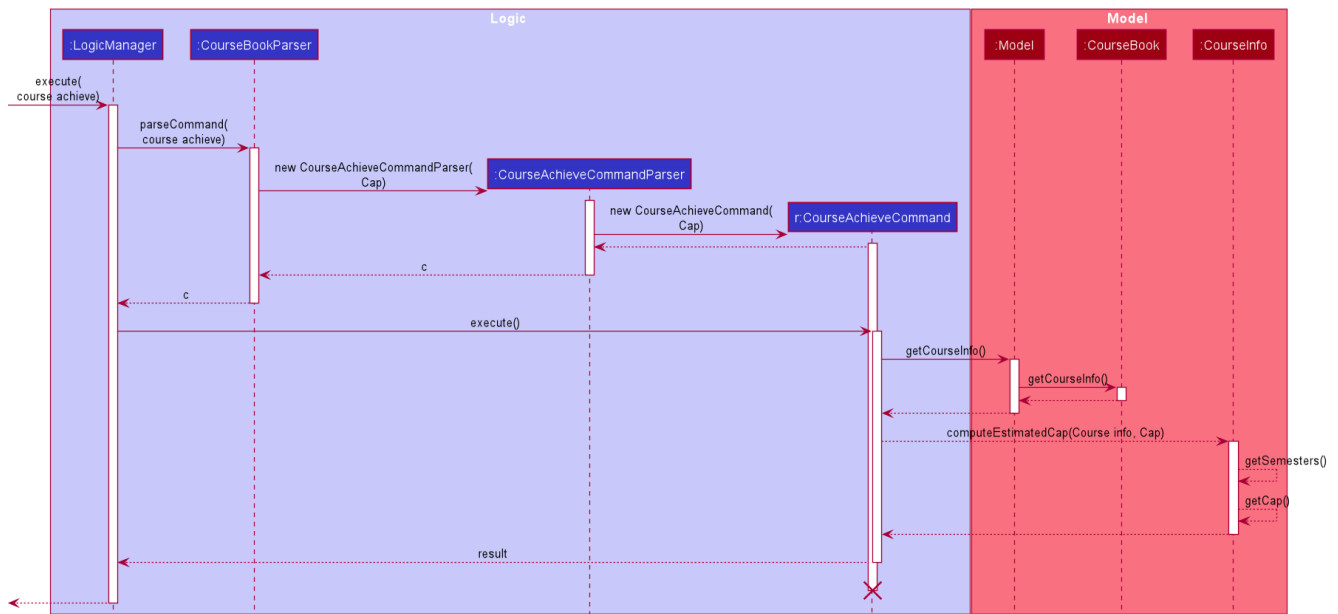 Logic
Model
:LogicManager
:CourseBookParser
:Model
:CourseBook
:CourseInfo
execute(
course achieve)
parseCommand(
course achieve)
new CourseAchieveCommandParser(
Cap)
:CourseAchieveCommandParser
new CourseAchieveCommand(
Cap)
r:CourseAchieveCommand
c
c
execute()
getCourseInfo()
getCourseInfo()
computeEstimatedCap(Course info, Cap)
getSemesters()
getCap()
result